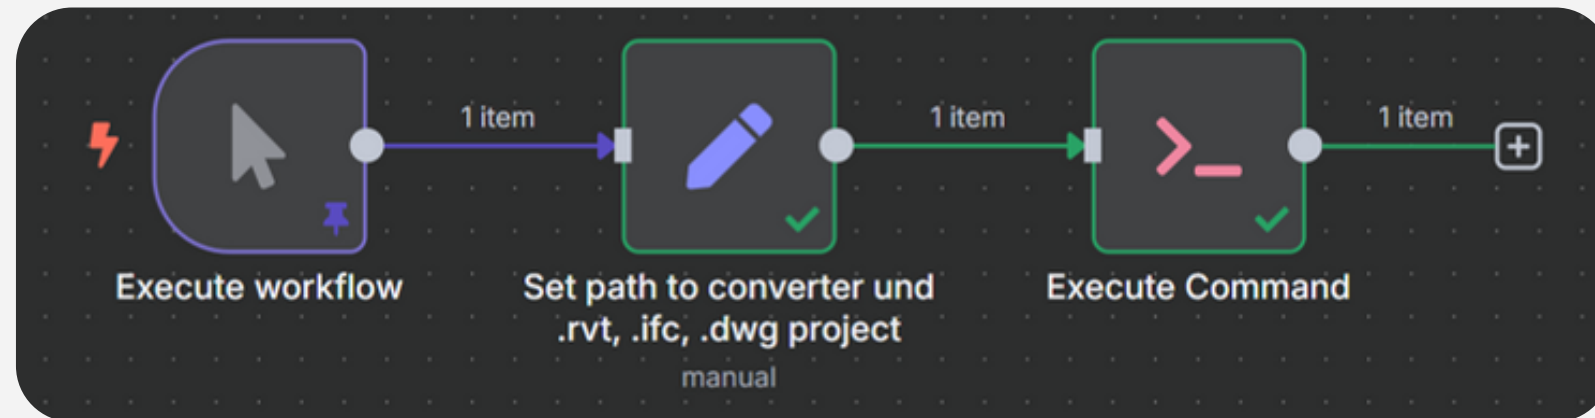 1 item
1 item
1 item
Execute workflow
Set path to converter und
.rvt, .ifc, .dwg project
manual
Execute Command